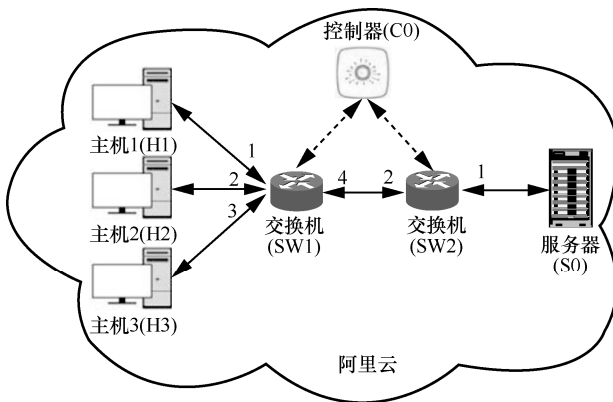 控制器(C0)
主机1(H1)
1
主机2(H2)
2
3
主机3(H3)
4
2
1
交换机
(SW1)
交换机
(SW2)
服务器
(S0)
阿里云